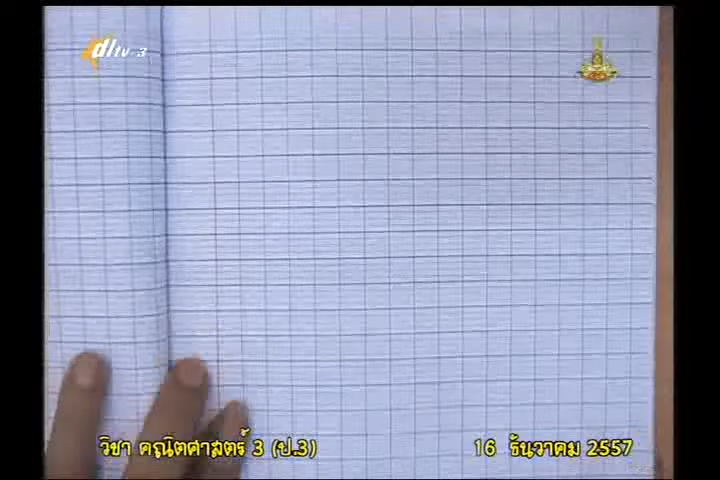 dltv 3
วิชา คณิตศาสตร์ 3 (ป.3)
16 ธันวาคม 2557